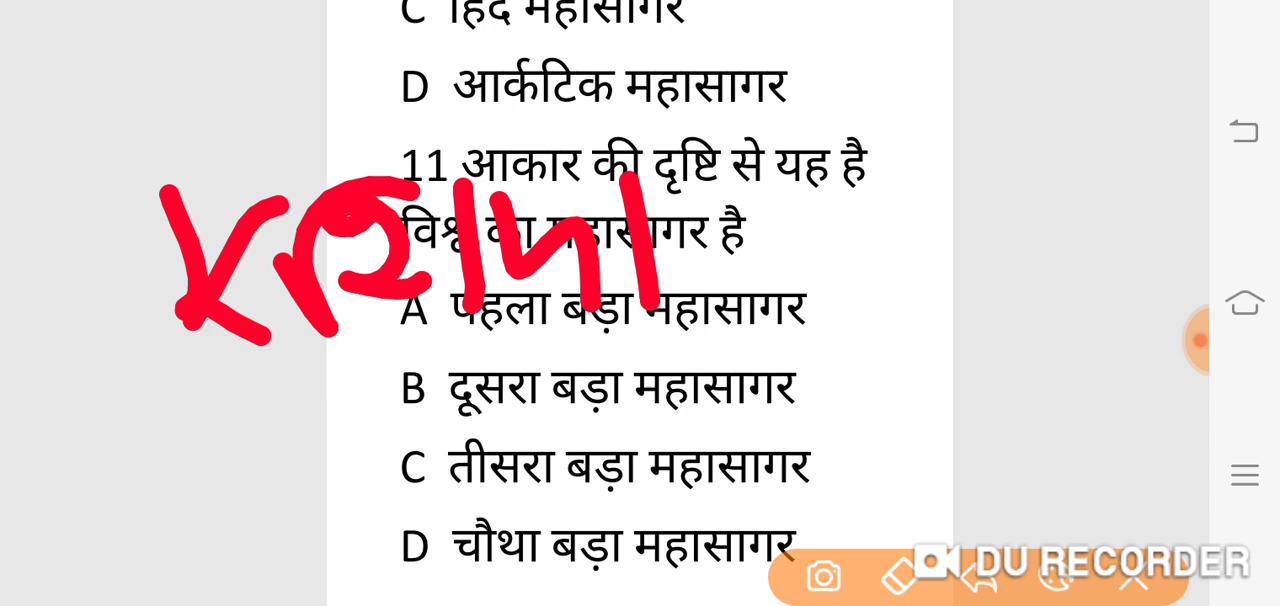 C हिंद महासागर
D आर्कटिक महासागर
11 आकार की दृष्टि से यह है
विश्व का महासागर है
A पहला बड़ा महासागर
B दूसरा बड़ा महासागर
C तीसरा बड़ा महासागर
D चौथा बड़ा महासागर
DU RECORDER